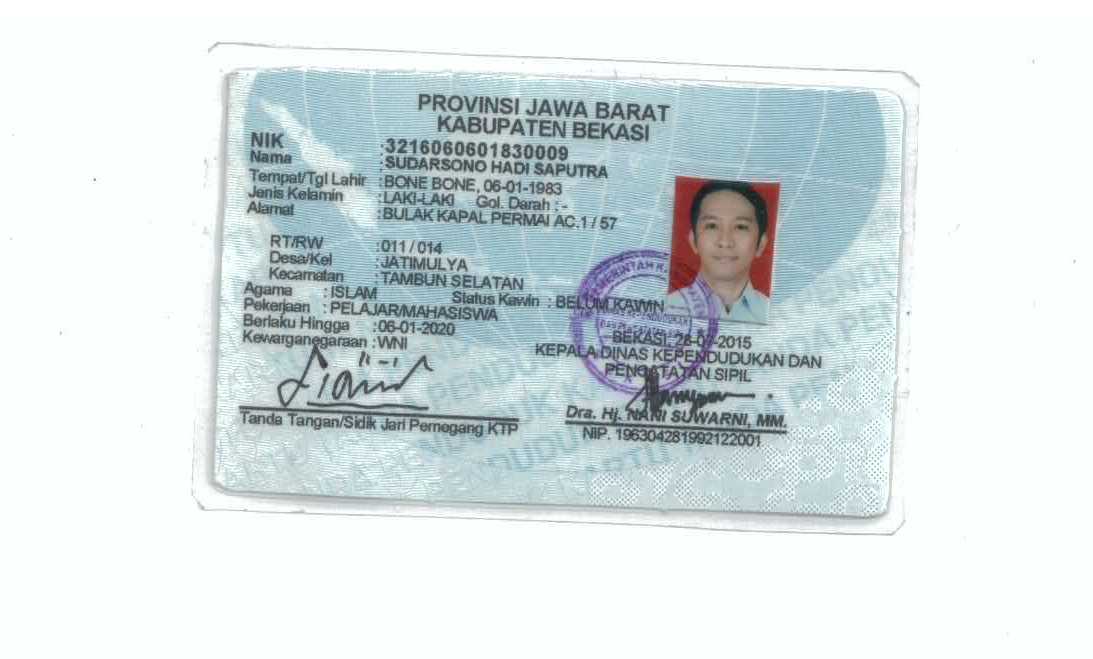 PROVINSI JAWA BARAT
KABUPATEN BEKASI
NIK :3216060601830009
Nama :SUDARSONO HADI SAPUTRA
Tempat/Tgl Lahir :BONE BONE, 06-01-1983
Jenis Kelamin :LAKI-LAKI Gol. Darah : -
Alamat :BULAK KAPAL PERMAI AC.1 / 57
RT/RW :011 / 014
Desa/Kel :JATIMULYA
Kecamatan :TAMBUN SELATAN
Agama :ISLAM Status Kawin : BELUM KAWIN
Pekerjaan :PELAJAR/MAHASISWA
Berlaku Hingga :06-01-2020
Kewarganegaraan :WNI
BEKASI, 28-07-2015
KEPALA DINAS KEPENDUDUKAN DAN
PENCATATAN SIPIL
Tanda Tangan/Sidik Jari Pemegang KTP
Dra. Hj. NANI SUWARNI, MM.
NIP. 196304281992122001